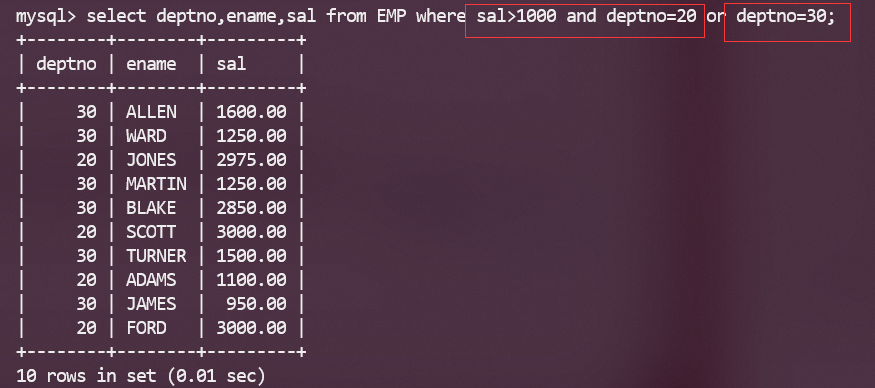 mysql> select deptno,ename,sal from EMP where sal>1000 and deptno=20 or deptno=30;
+--------+--------+---------+
| deptno | ename  | sal     |
+--------+--------+---------+
|     30 | ALLEN  | 1600.00 |
|     30 | WARD   | 1250.00 |
|     20 | JONES  | 2975.00 |
|     30 | MARTIN | 1250.00 |
|     30 | BLAKE  | 2850.00 |
|     20 | SCOTT  | 3000.00 |
|     30 | TURNER | 1500.00 |
|     20 | ADAMS  | 1100.00 |
|     30 | JAMES  |  950.00 |
|     20 | FORD   | 3000.00 |
+--------+--------+---------+
10 rows in set (0.01 sec)